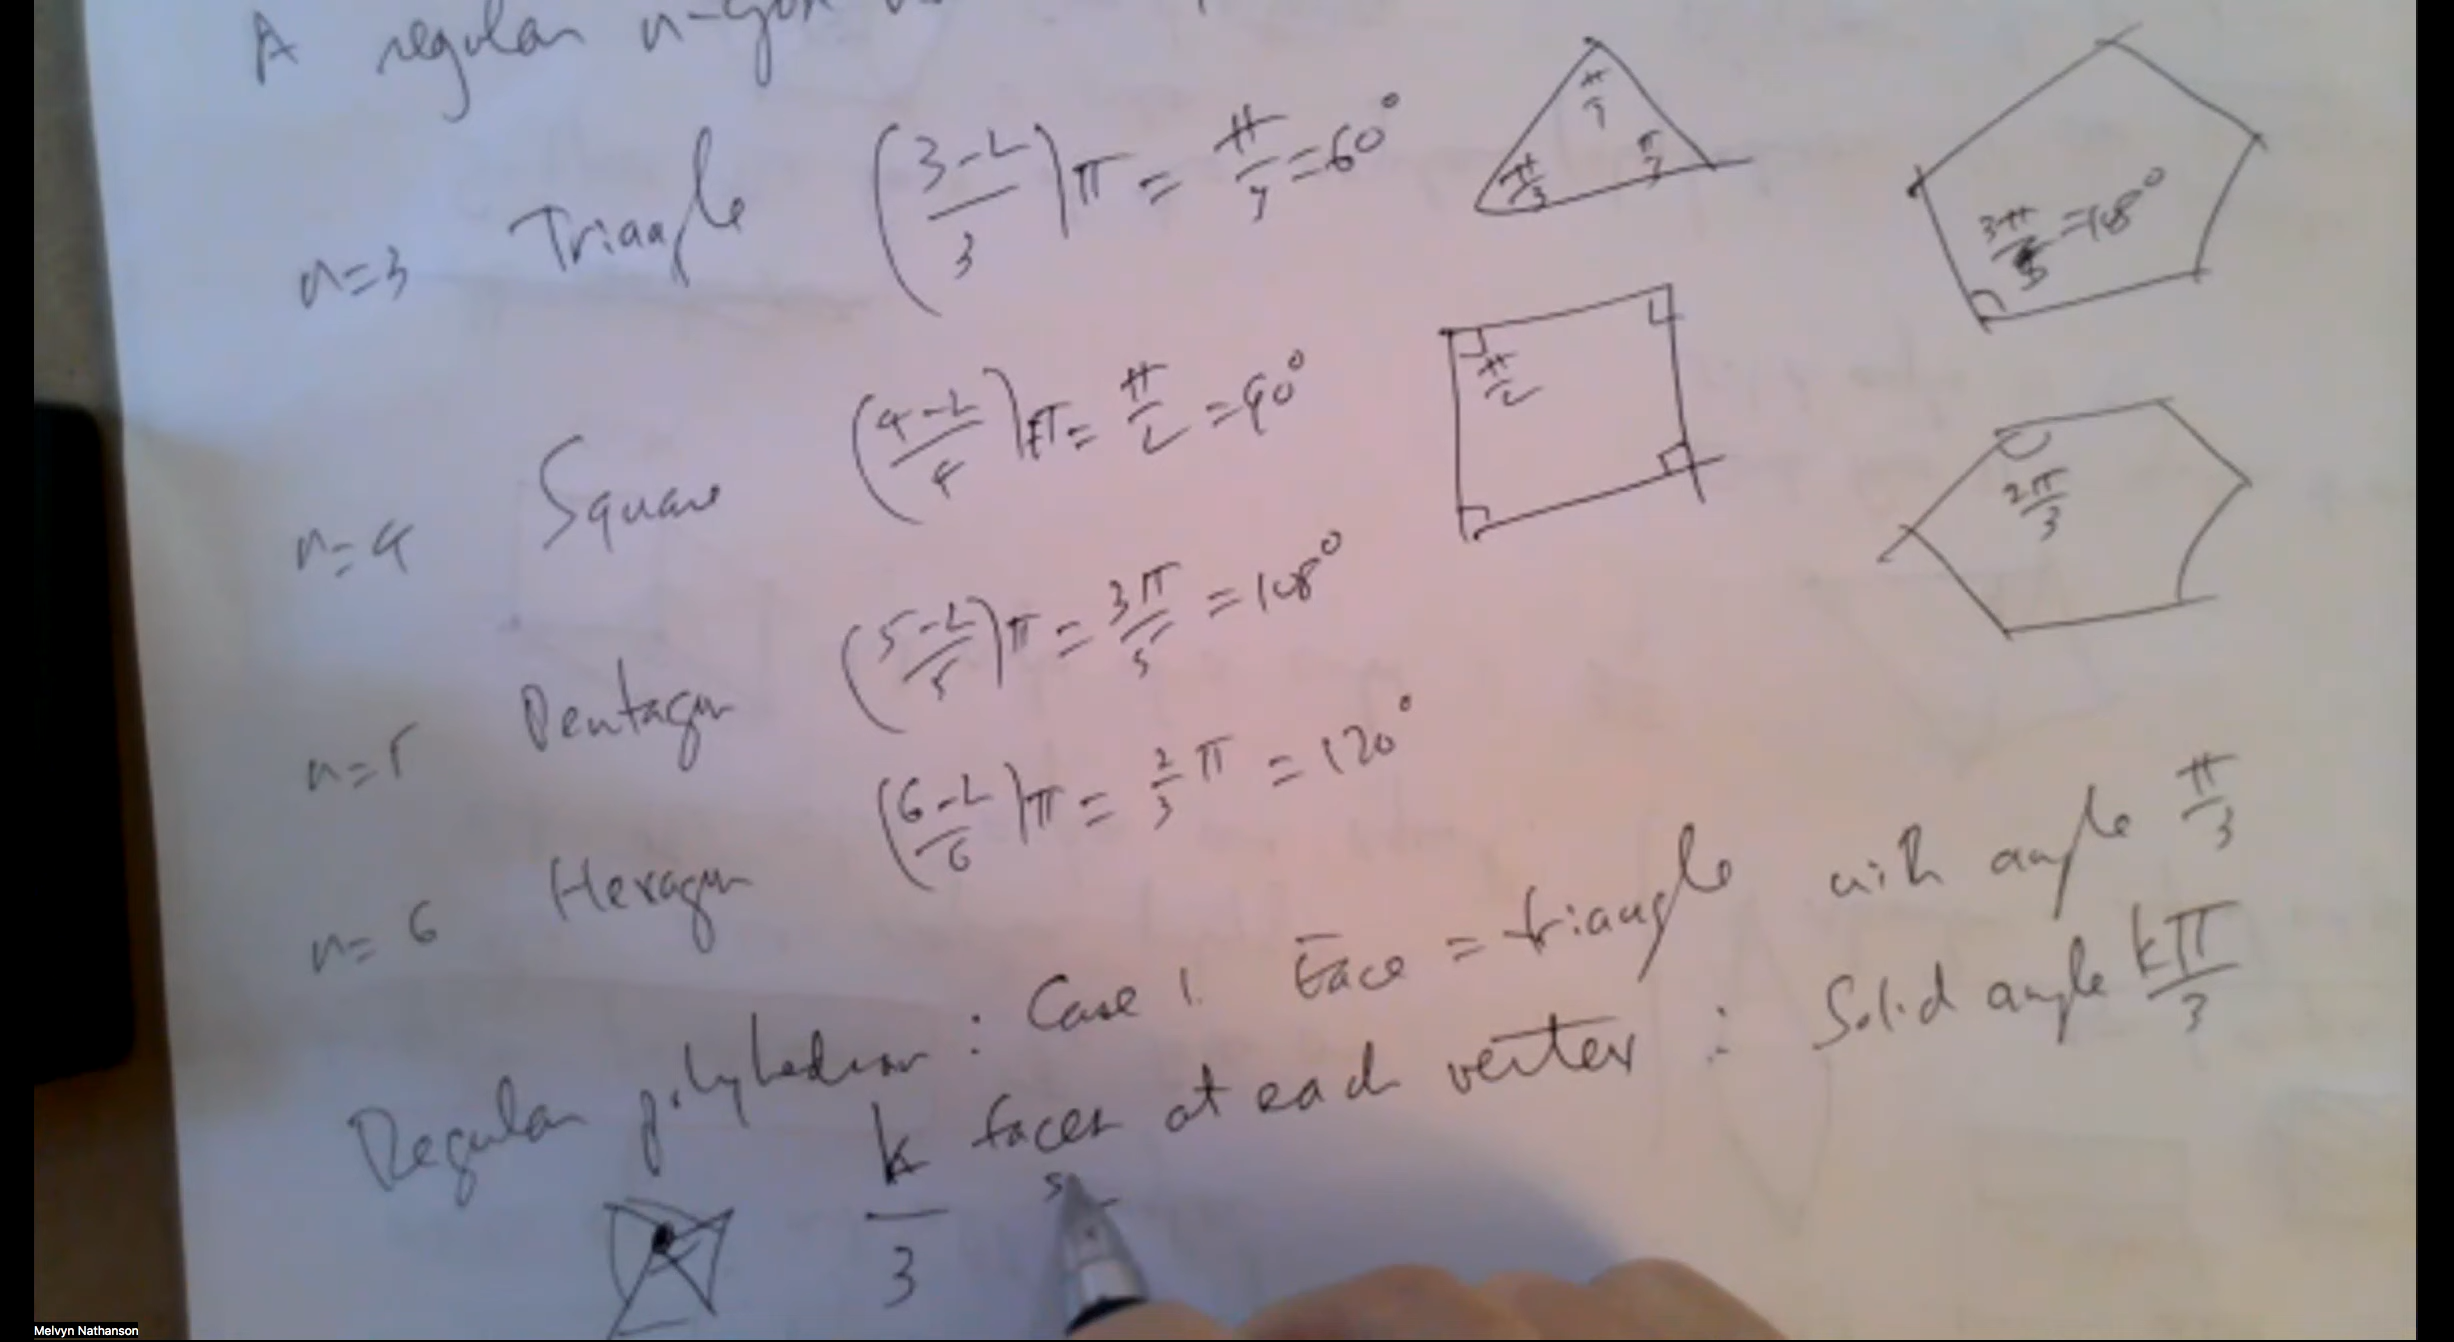 A regular n-gon
n=3 Triangle (3-2/3)π = π/3 = 60°
π/3
π/3
π/3
3π/5 = 108°
n=4 Square (4-2/4)π = π/2 = 90°
π/2
2π/3
n=5 Pentagon (5-2/5)π = 3π/5 = 108°
n=6 Hexagon (6-2/6)π = 2/3 π = 120°
Regular polyhedron : Case 1. Face = triangle with angle π/3
k faces at each vertex : Solid angle kπ/3
k
3
Melvyn Nathanson